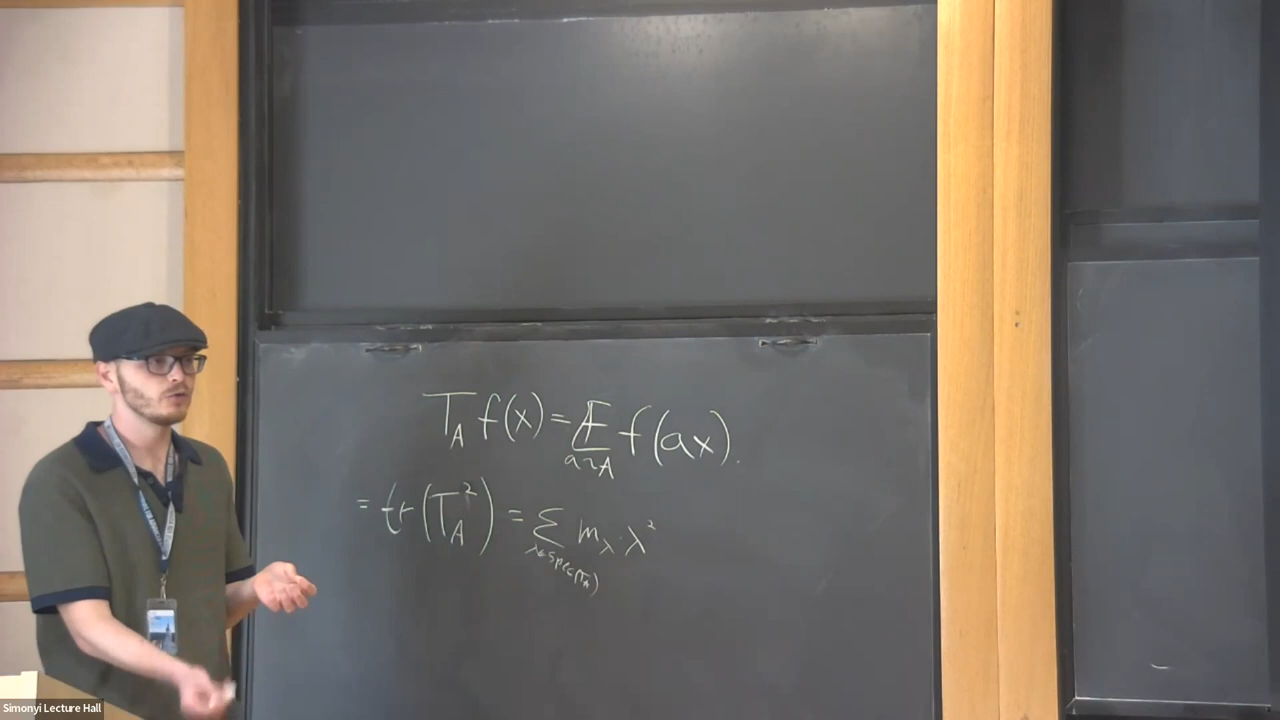 T_A f(x) = 𝔼_{a~A} f(ax).
= tr(T_A^2) = Σ_{λ∈Spec(T_A)} m_λ · λ^2
Simonyi Lecture Hall